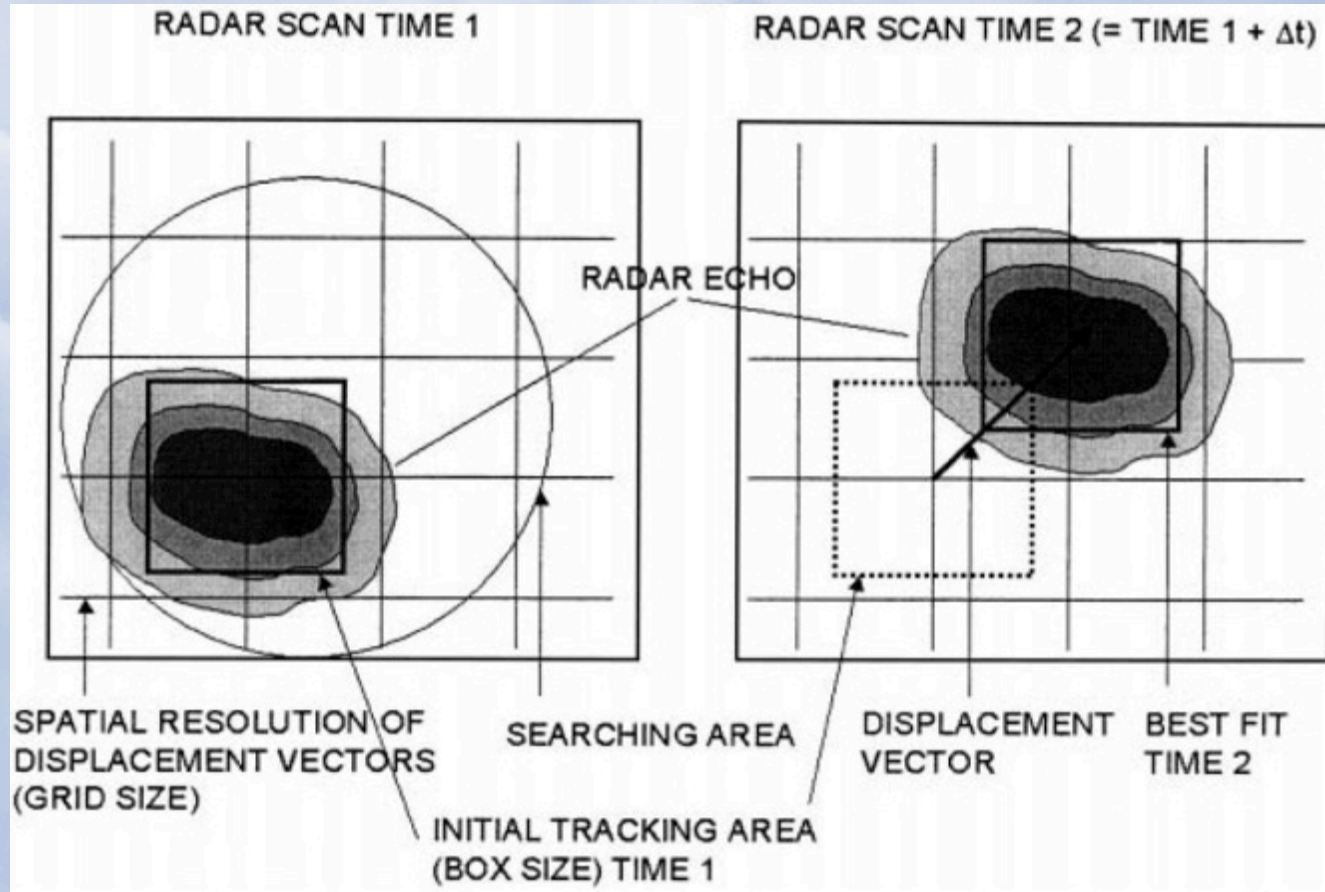 RADAR SCAN TIME 1
RADAR SCAN TIME 2 (= TIME 1 + Δt)
RADAR ECHO
SPATIAL RESOLUTION OF
DISPLACEMENT VECTORS
(GRID SIZE)
SEARCHING AREA
DISPLACEMENT
VECTOR
BEST FIT
TIME 2
INITIAL TRACKING AREA
(BOX SIZE) TIME 1